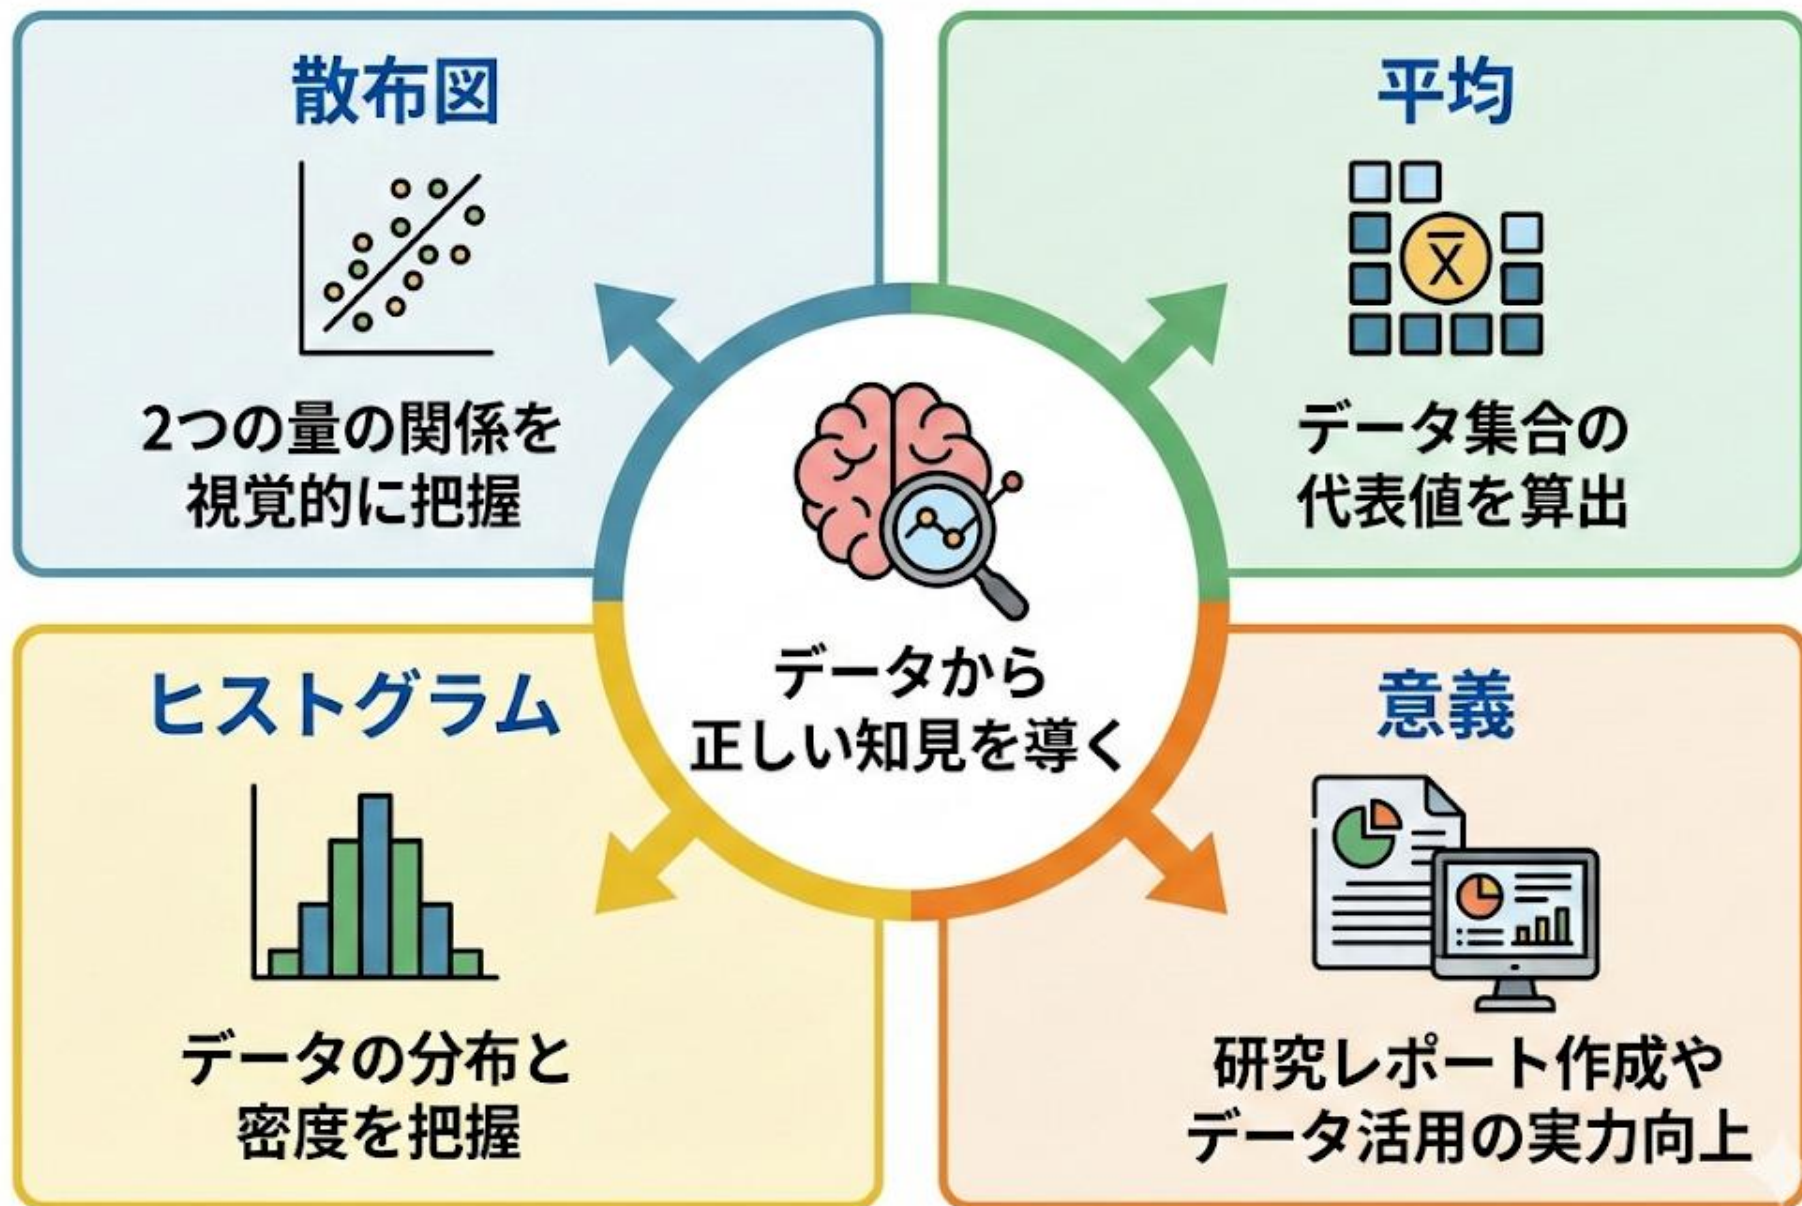 散布図
2つの量の関係を
視覚的に把握
平均
X̄
データ集合の
代表値を算出
データから
正しい知見を導く
ヒストグラム
データの分布と
密度を把握
意義
研究レポート作成や
データ活用の実力向上